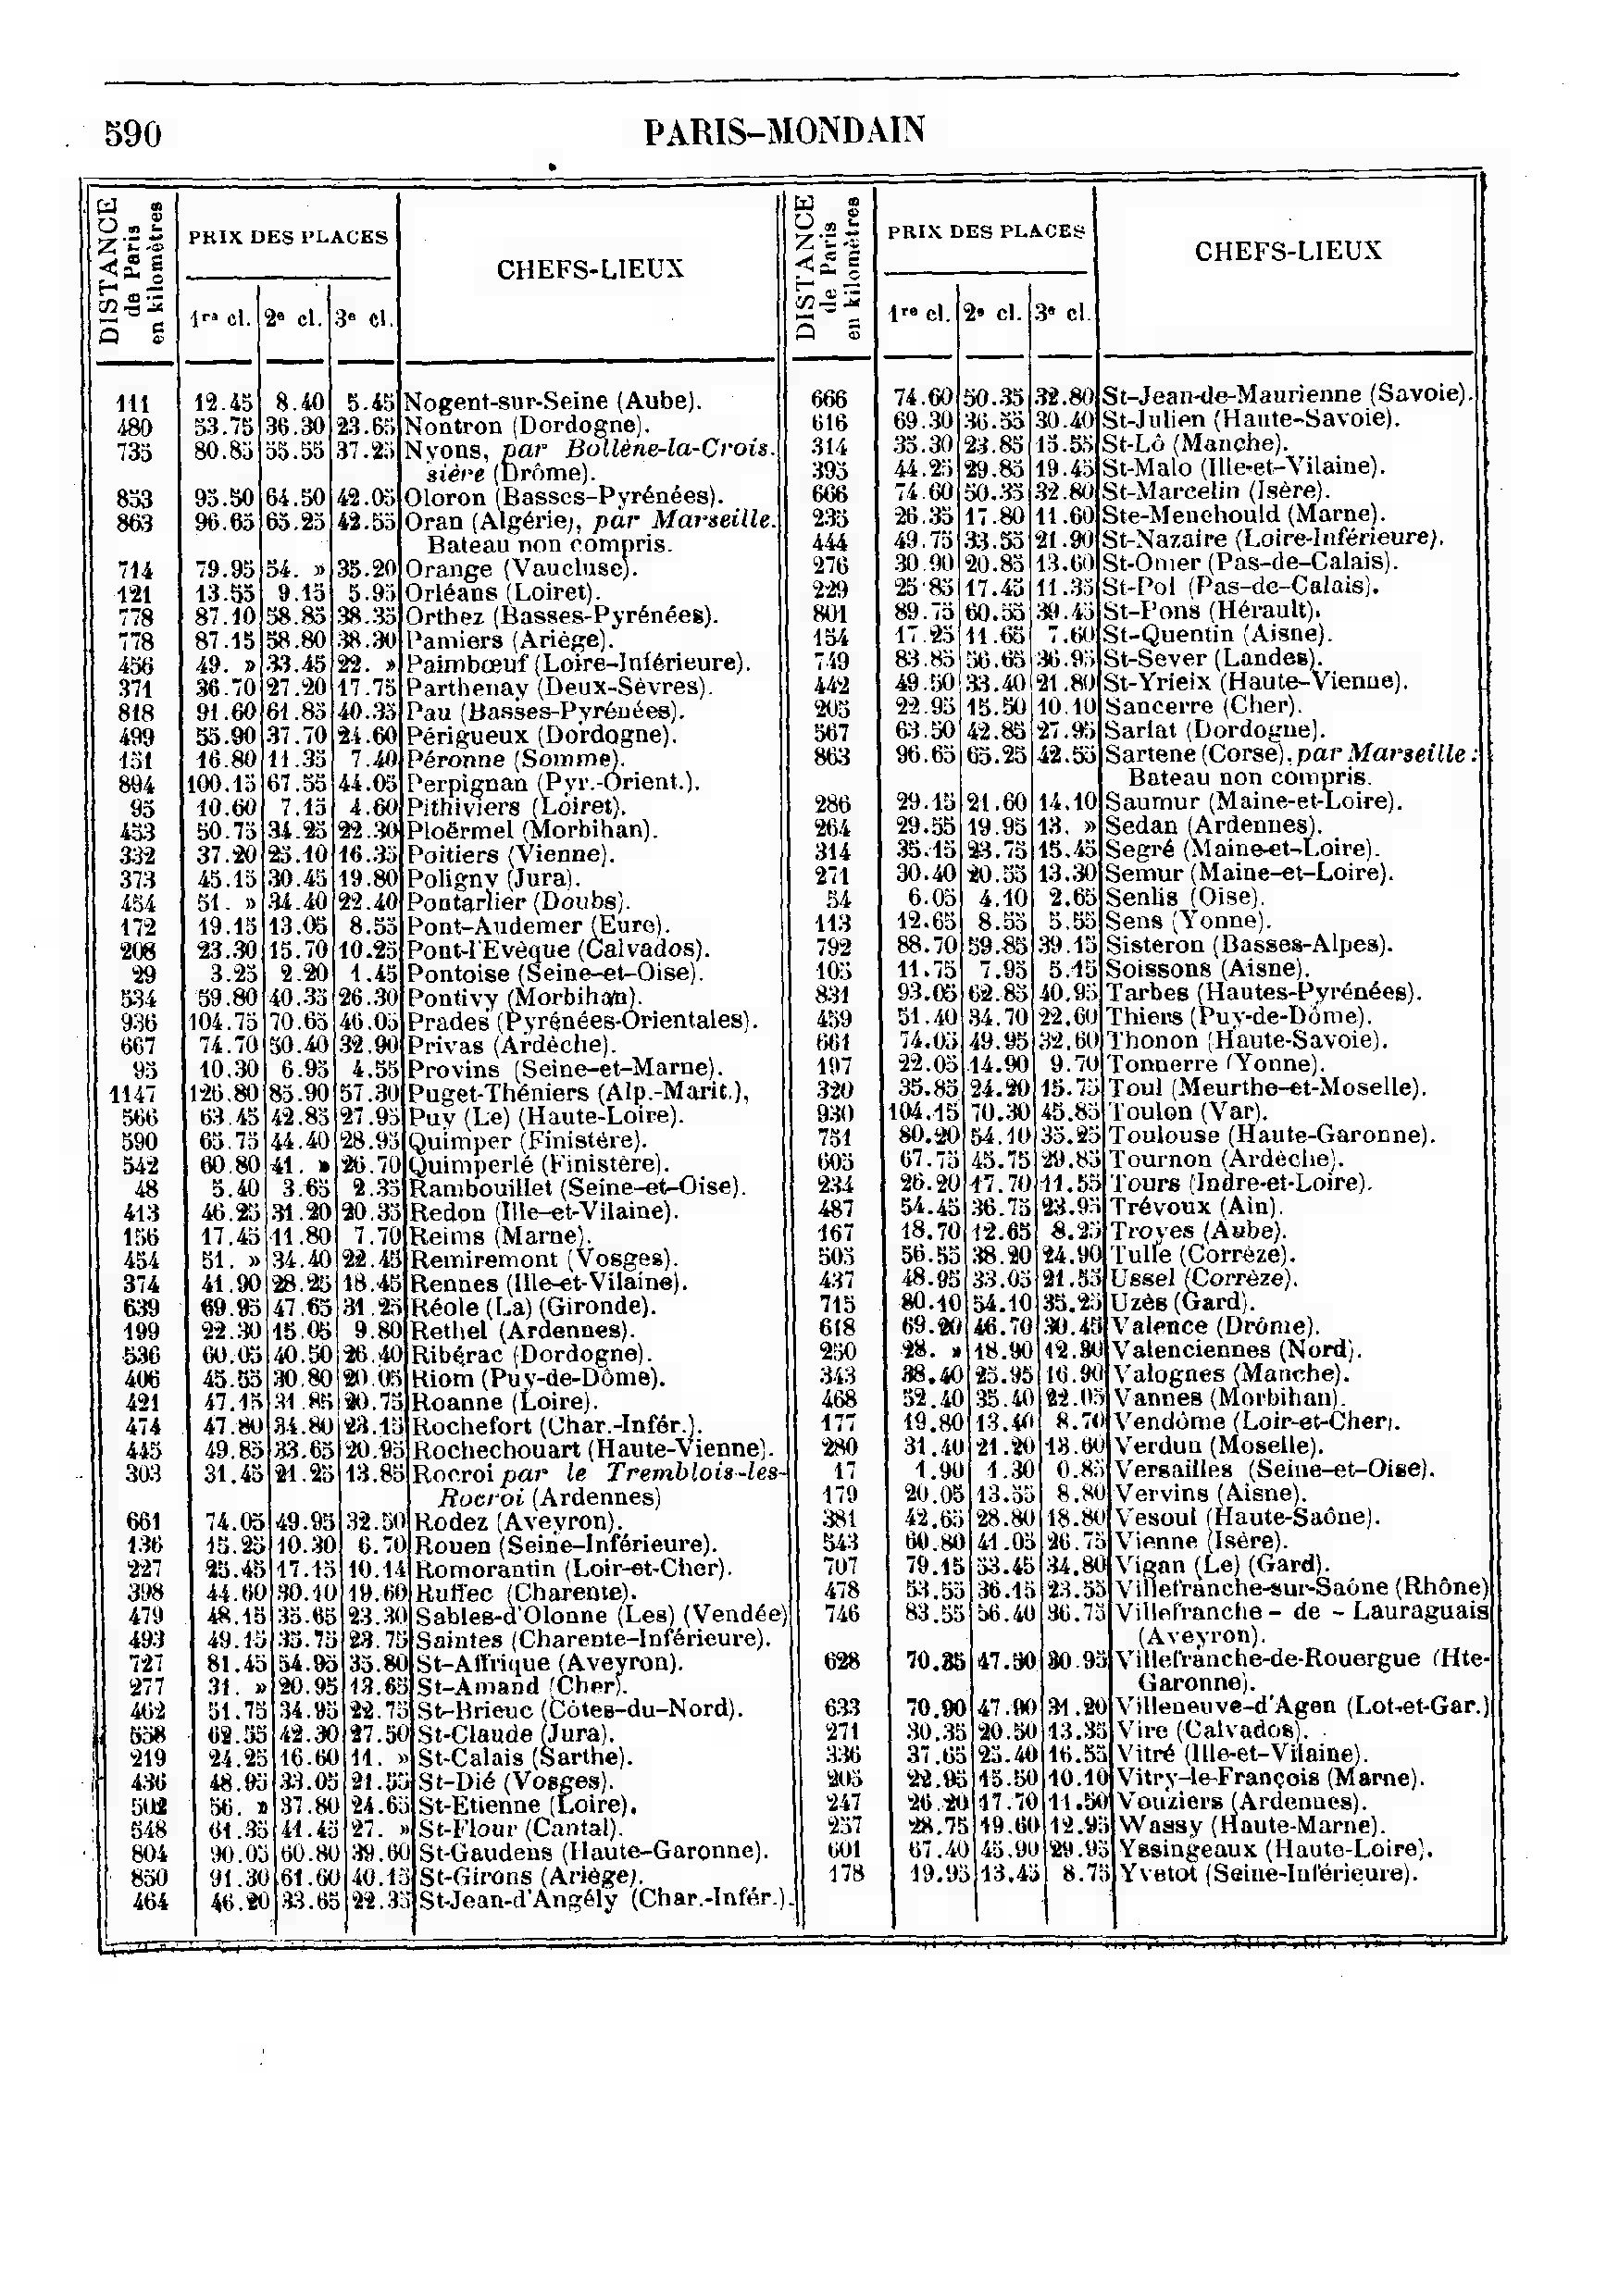 590
PARIS–MONDAIN
DISTANCE de Paris en kilomètres
PRIX DES PLACES
1re cl. 2e cl. 3e cl.
CHEFS-LIEUX
111 12.45 8.40 5.45 Nogent-sur-Seine (Aube).
480 53.75 36.30 23.65 Nontron (Dordogne).
735 80.85 55.55 37.25 Nyons, par Bollène-la-Crois.
sière (Drôme).
853 95.50 64.50 42.05 Oloron (Basses–Pyrénées).
863 96.65 65.25 42.55 Oran (Algérie), par Marseille.
Bateau non compris.
714 79.95 54. » 35.20 Orange (Vaucluse).
121 13.55 9.15 5.95 Orléans (Loiret).
778 87.10 58.85 38.35 Orthez (Basses-Pyrénées).
778 87.15 58.80 38.30 Pamiers (Ariège).
456 49. » 33.45 22. » Paimbœuf (Loire–Inférieure).
371 36.70 27.20 17.75 Parthenay (Deux-Sèvres).
818 91.60 61.85 40.35 Pau (Basses-Pyrénées).
499 55.90 37.70 24.60 Périgueux (Dordogne).
151 16.80 11.35 7.40 Péronne (Somme).
894 100.15 67.55 44.05 Perpignan (Pyr.-Orient.).
95 10.60 7.15 4.60 Pithiviers (Loiret).
453 50.75 34.25 22.30 Ploërmel (Morbihan).
332 37.20 25.10 16.35 Poitiers (Vienne).
373 45.15 30.45 19.80 Poligny (Jura).
454 51. » 34.40 22.40 Pontarlier (Doubs).
172 19.15 13.05 8.55 Pont–Audemer (Eure).
208 23.30 15.70 10.25 Pont-l'Evèque (Calvados).
29 3.25 2.20 1.45 Pontoise (Seine–et–Oise).
534 59.80 40.35 26.30 Pontivy (Morbihan).
936 104.75 70.65 46.05 Prades (Pyrénées-Orientales).
667 74.70 50.40 32.90 Privas (Ardèche).
95 10.30 6.95 4.55 Provins (Seine–et–Marne).
1147 126.80 85.90 57.30 Puget-Théniers (Alp.-Marit.),
566 63.45 42.85 27.95 Puy (Le) (Haute-Loire).
590 65.75 44.40 28.95 Quimper (Finistère).
542 60.80 41. » 26.70 Quimperlé (Finistère).
48 5.40 3.65 2.35 Rambouillet (Seine–et–Oise).
413 46.25 31.20 20.35 Redon (Ille–et-Vilaine).
156 17.45 11.80 7.70 Reims (Marne).
454 51. » 34.40 22.45 Remiremont (Vosges).
374 41.90 28.25 18.45 Rennes (Ille-et-Vilaine).
639 69.95 47.65 31.25 Réole (La) (Gironde).
199 22.30 15.05 9.80 Rethel (Ardennes).
536 60.05 40.50 26.40 Ribérac (Dordogne).
406 45.55 30.80 20.05 Riom (Puy-de-Dôme).
421 47.15 31.85 20.75 Roanne (Loire).
474 47.80 34.80 23.15 Rochefort (Char.-Infér.).
445 49.85 33.65 20.95 Rochechouart (Haute-Vienne).
303 31.45 21.25 13.85 Rocroi par le Tremblois-les-
Rocroi (Ardennes)
661 74.05 49.95 32.50 Rodez (Aveyron).
136 15.25 10.30 6.70 Rouen (Seine–Inférieure).
227 25.45 17.15 10.14 Romorantin (Loir-et-Cher).
398 44.60 30.10 19.60 Ruffec (Charente).
479 48.15 35.65 23.30 Sables-d'Olonne (Les) (Vendée)
493 49.15 35.75 23.75 Saintes (Charente–Inférieure).
727 81.45 54.95 35.80 St–Affrique (Aveyron).
277 31. » 20.95 13.65 St–Amand (Cher).
462 51.75 34.95 22.75 St–Brieuc (Côtes–du–Nord).
558 62.55 42.30 27.50 St-Claude (Jura).
219 24.25 16.60 11. » St-Calais (Sarthe).
436 48.95 33.05 21.55 St–Dié (Vosges).
502 56. » 37.80 24.65 St-Etienne (Loire).
548 61.35 41.45 27. » St-Flour (Cantal).
804 90.05 60.80 39.60 St-Gaudens (Haute–Garonne).
850 91.30 61.60 40.15 St-Girons (Ariège).
464 46.20 33.65 22.35 St-Jean-d'Angély (Char.-Infér.).
DISTANCE de Paris en kilomètres
PRIX DES PLACES
1re cl. 2e cl. 3e cl.
CHEFS-LIEUX
666 74.60 50.35 32.80 St–Jean-de-Maurienne (Savoie).
616 69.30 36.55 30.40 St-Julien (Haute–Savoie).
314 35.30 23.85 15.55 St-Lô (Manche).
395 44.25 29.85 19.45 St-Malo (Ille-et–Vilaine).
666 74.60 50.35 32.80 St-Marcelin (Isère).
235 26.35 17.80 11.60 Ste-Menehould (Marne).
444 49.75 33.55 21.90 St-Nazaire (Loire-Inférieure).
276 30.90 20.85 13.60 St-Omer (Pas–de–Calais).
229 25.85 17.45 11.35 St-Pol (Pas–de–Calais).
801 89.75 60.55 39.45 St-Pons (Hérault).
154 17.25 11.65 7.60 St–Quentin (Aisne).
749 83.85 56.65 36.95 St-Sever (Landes).
442 49.50 33.40 21.80 St-Yrieix (Haute–Vienne).
205 22.95 15.50 10.10 Sancerre (Cher).
567 63.50 42.85 27.95 Sarlat (Dordogne).
863 96.65 65.25 42.55 Sartene (Corse), par Marseille:
Bateau non compris.
286 29.15 21.60 14.10 Saumur (Maine-et-Loire).
264 29.55 19.95 13. » Sedan (Ardennes).
314 35.15 23.75 15.45 Segré (Maine-et–Loire).
271 30.40 20.55 13.30 Semur (Maine–et–Loire).
54 6.05 4.10 2.65 Senlis (Oise).
113 12.65 8.55 5.55 Sens (Yonne).
792 88.70 59.85 39.15 Sisteron (Basses-Alpes).
105 11.75 7.95 5.15 Soissons (Aisne).
831 93.05 62.85 40.95 Tarbes (Hautes-Pyrénées).
459 51.40 34.70 22.60 Thiers (Puy-de-Dôme).
661 74.05 49.95 32.60 Thonon (Haute-Savoie).
197 22.05 14.90 9.70 Tonnerre (Yonne).
320 35.85 24.20 15.75 Toul (Meurthe–et-Moselle).
930 104.15 70.30 45.85 Toulon (Var).
751 80.20 54.10 35.25 Toulouse (Haute-Garonne).
605 67.75 45.75 29.85 Tournon (Ardèche).
234 26.20 17.70 11.55 Tours (Indre-et-Loire).
487 54.45 36.75 23.95 Trévoux (Ain).
167 18.70 12.65 8.25 Troyes (Aube).
503 56.55 38.20 24.90 Tulle (Corrèze).
437 48.95 33.05 21.55 Ussel (Corrèze).
715 80.10 54.10 35.25 Uzès (Gard).
618 69.20 46.70 30.45 Valence (Drôme).
250 28. » 18.90 12.30 Valenciennes (Nord).
343 38.40 25.95 16.90 Valognes (Manche).
468 52.40 35.40 22.05 Vannes (Morbihan).
177 19.80 13.40 8.70 Vendôme (Loir-et-Cher).
280 31.40 21.20 13.60 Verdun (Moselle).
17 1.90 1.30 0.85 Versailles (Seine–et–Oise).
179 20.05 13.55 8.80 Vervins (Aisne).
381 42.65 28.80 18.80 Vesoul (Haute-Saône).
543 60.80 41.05 26.75 Vienne (Isère).
707 79.15 53.45 34.80 Vigan (Le) (Gard).
478 53.55 36.15 23.55 Villefranche-sur-Saône (Rhône)
746 83.55 56.40 36.75 Villefranche – de – Lauraguais
(Aveyron).
628 70.35 47.50 30.95 Villefranche-de-Rouergue (Hte-
Garonne).
633 70.90 47.90 31.20 Villeneuve–d'Agen (Lot-et-Gar.)
271 30.35 20.50 13.35 Vire (Calvados).
336 37.65 25.40 16.55 Vitré (Ille-et–Vilaine).
205 22.95 15.50 10.10 Vitry–le-François (Marne).
247 26.20 17.70 11.50 Vouziers (Ardennes).
257 28.75 19.60 12.95 Wassy (Haute-Marne).
601 67.40 45.90 29.95 Yssingeaux (Haute-Loire).
178 19.95 13.45 8.75 Yvetot (Seine-Inférieure).